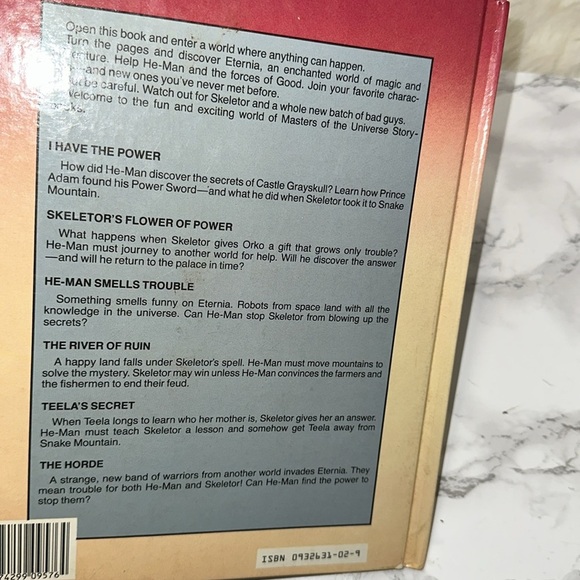 Open this book and enter a world where anything can happen.
Turn the pages and discover Eternia, an enchanted world of magic and
Help He-Man and the forces of Good. Join your favorite charac-
and new ones you've never met before.
be careful. Watch out for Skeletor and a whole new batch of bad guys.
Welcome to the fun and exciting world of Masters of the Universe Story-
I HAVE THE POWER
How did He-Man discover the secrets of Castle Grayskull? Learn how Prince
Adam found his Power Sword—and what he did when Skeletor took it to Snake
Mountain.
SKELETOR'S FLOWER OF POWER
What happens when Skeletor gives Orko a gift that grows only trouble?
He-Man must journey to another world for help. Will he discover the answer
—and will he return to the palace in time?
HE-MAN SMELLS TROUBLE
Something smells funny on Eternia. Robots from space land with all the
knowledge in the universe. Can He-Man stop Skeletor from blowing up the
secrets?
THE RIVER OF RUIN
A happy land falls under Skeletor's spell. He-Man must move mountains to
solve the mystery. Skeletor may win unless He-Man convinces the farmers and
the fishermen to end their feud.
TEELA'S SECRET
When Teela longs to learn who her mother is, Skeletor gives her an answer.
He-Man must teach Skeletor a lesson and somehow get Teela away from
Snake Mountain.
THE HORDE
A strange, new band of warriors from another world invades Eternia. They
mean trouble for both He-Man and Skeletor! Can He-Man find the power to
stop them?
ISBN 0932631-02-9
74299 09576